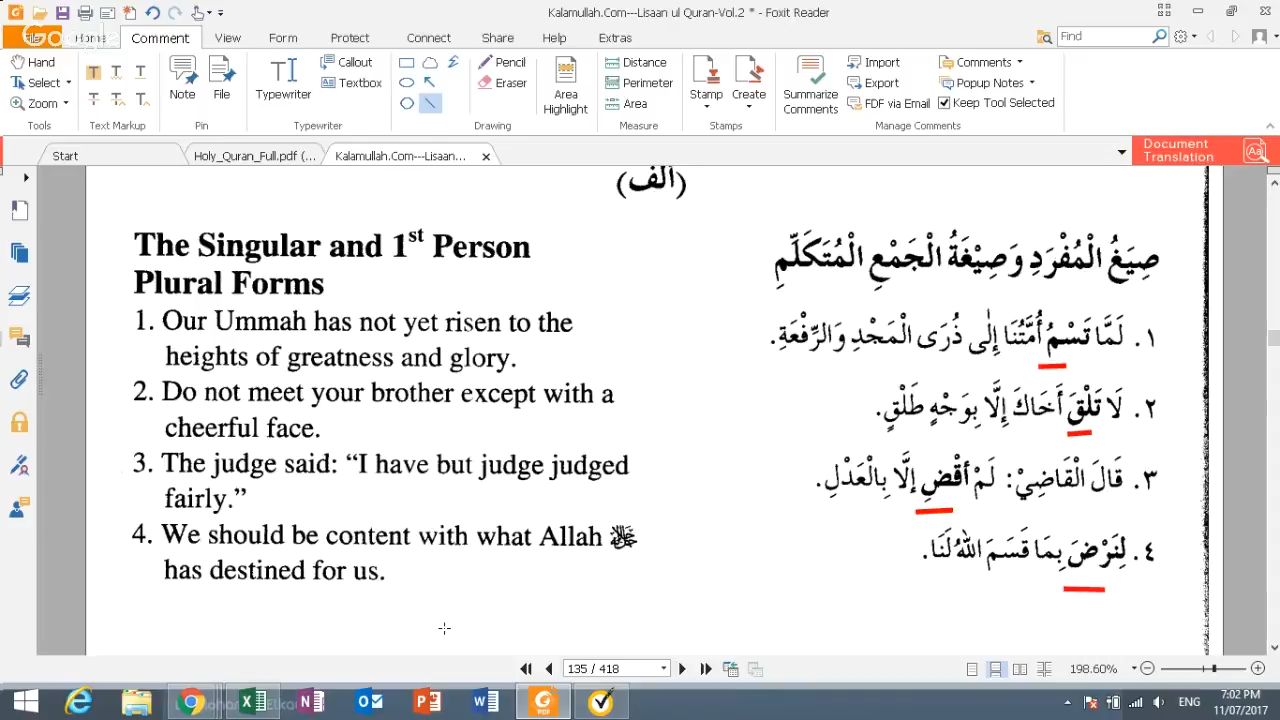 Kalamullah.Com---Lisaan ul Quran-Vol.2 * - Foxit Reader
Google
Home Comment View Form Protect Connect Share Help Extras
Find
Hand
Select
Zoom
Tools
Text Markup
Note
File
Pin
Typewriter
Callout
Textbox
Typewriter
Pencil
Eraser
Drawing
Area Highlight
Distance
Perimeter
Area
Measure
Stamp
Create
Stamps
Summarize Comments
Import
Export
FDF via Email
Comments
Popup Notes
Keep Tool Selected
Manage Comments
Start
Holy_Quran_Full.pdf (...
Kalamullah.Com---Lisaan...
Document Translation
(ألف)
The Singular and 1st Person
Plural Forms
صِيَغُ الْمُفْرَدِ وَصِيْغَةُ الْجَمْعِ الْمُتَكَلِّمِ
1. Our Ummah has not yet risen to the
heights of greatness and glory.
2. Do not meet your brother except with a
cheerful face.
3. The judge said: “I have but judge judged
fairly.”
4. We should be content with what Allah ﷻ
has destined for us.
١. لَمَّا تَسْمُ أُمَّتُنَا إِلٰى ذُرَى الْمَجْدِ وَالرِّفْعَةِ.
٢. لَا تَلْقَ أَخَاكَ إِلَّا بِوَجْهٍ طَلْقٍ.
٣. قَالَ الْقَاضِيْ: لَمْ أَقْضِ إِلَّا بِالْعَدْلِ.
٤. لِنَرْضَ بِمَا قَسَمَ اللهُ لَنَا.
135 / 418
198.60%
ENG
7:02 PM
11/07/2017